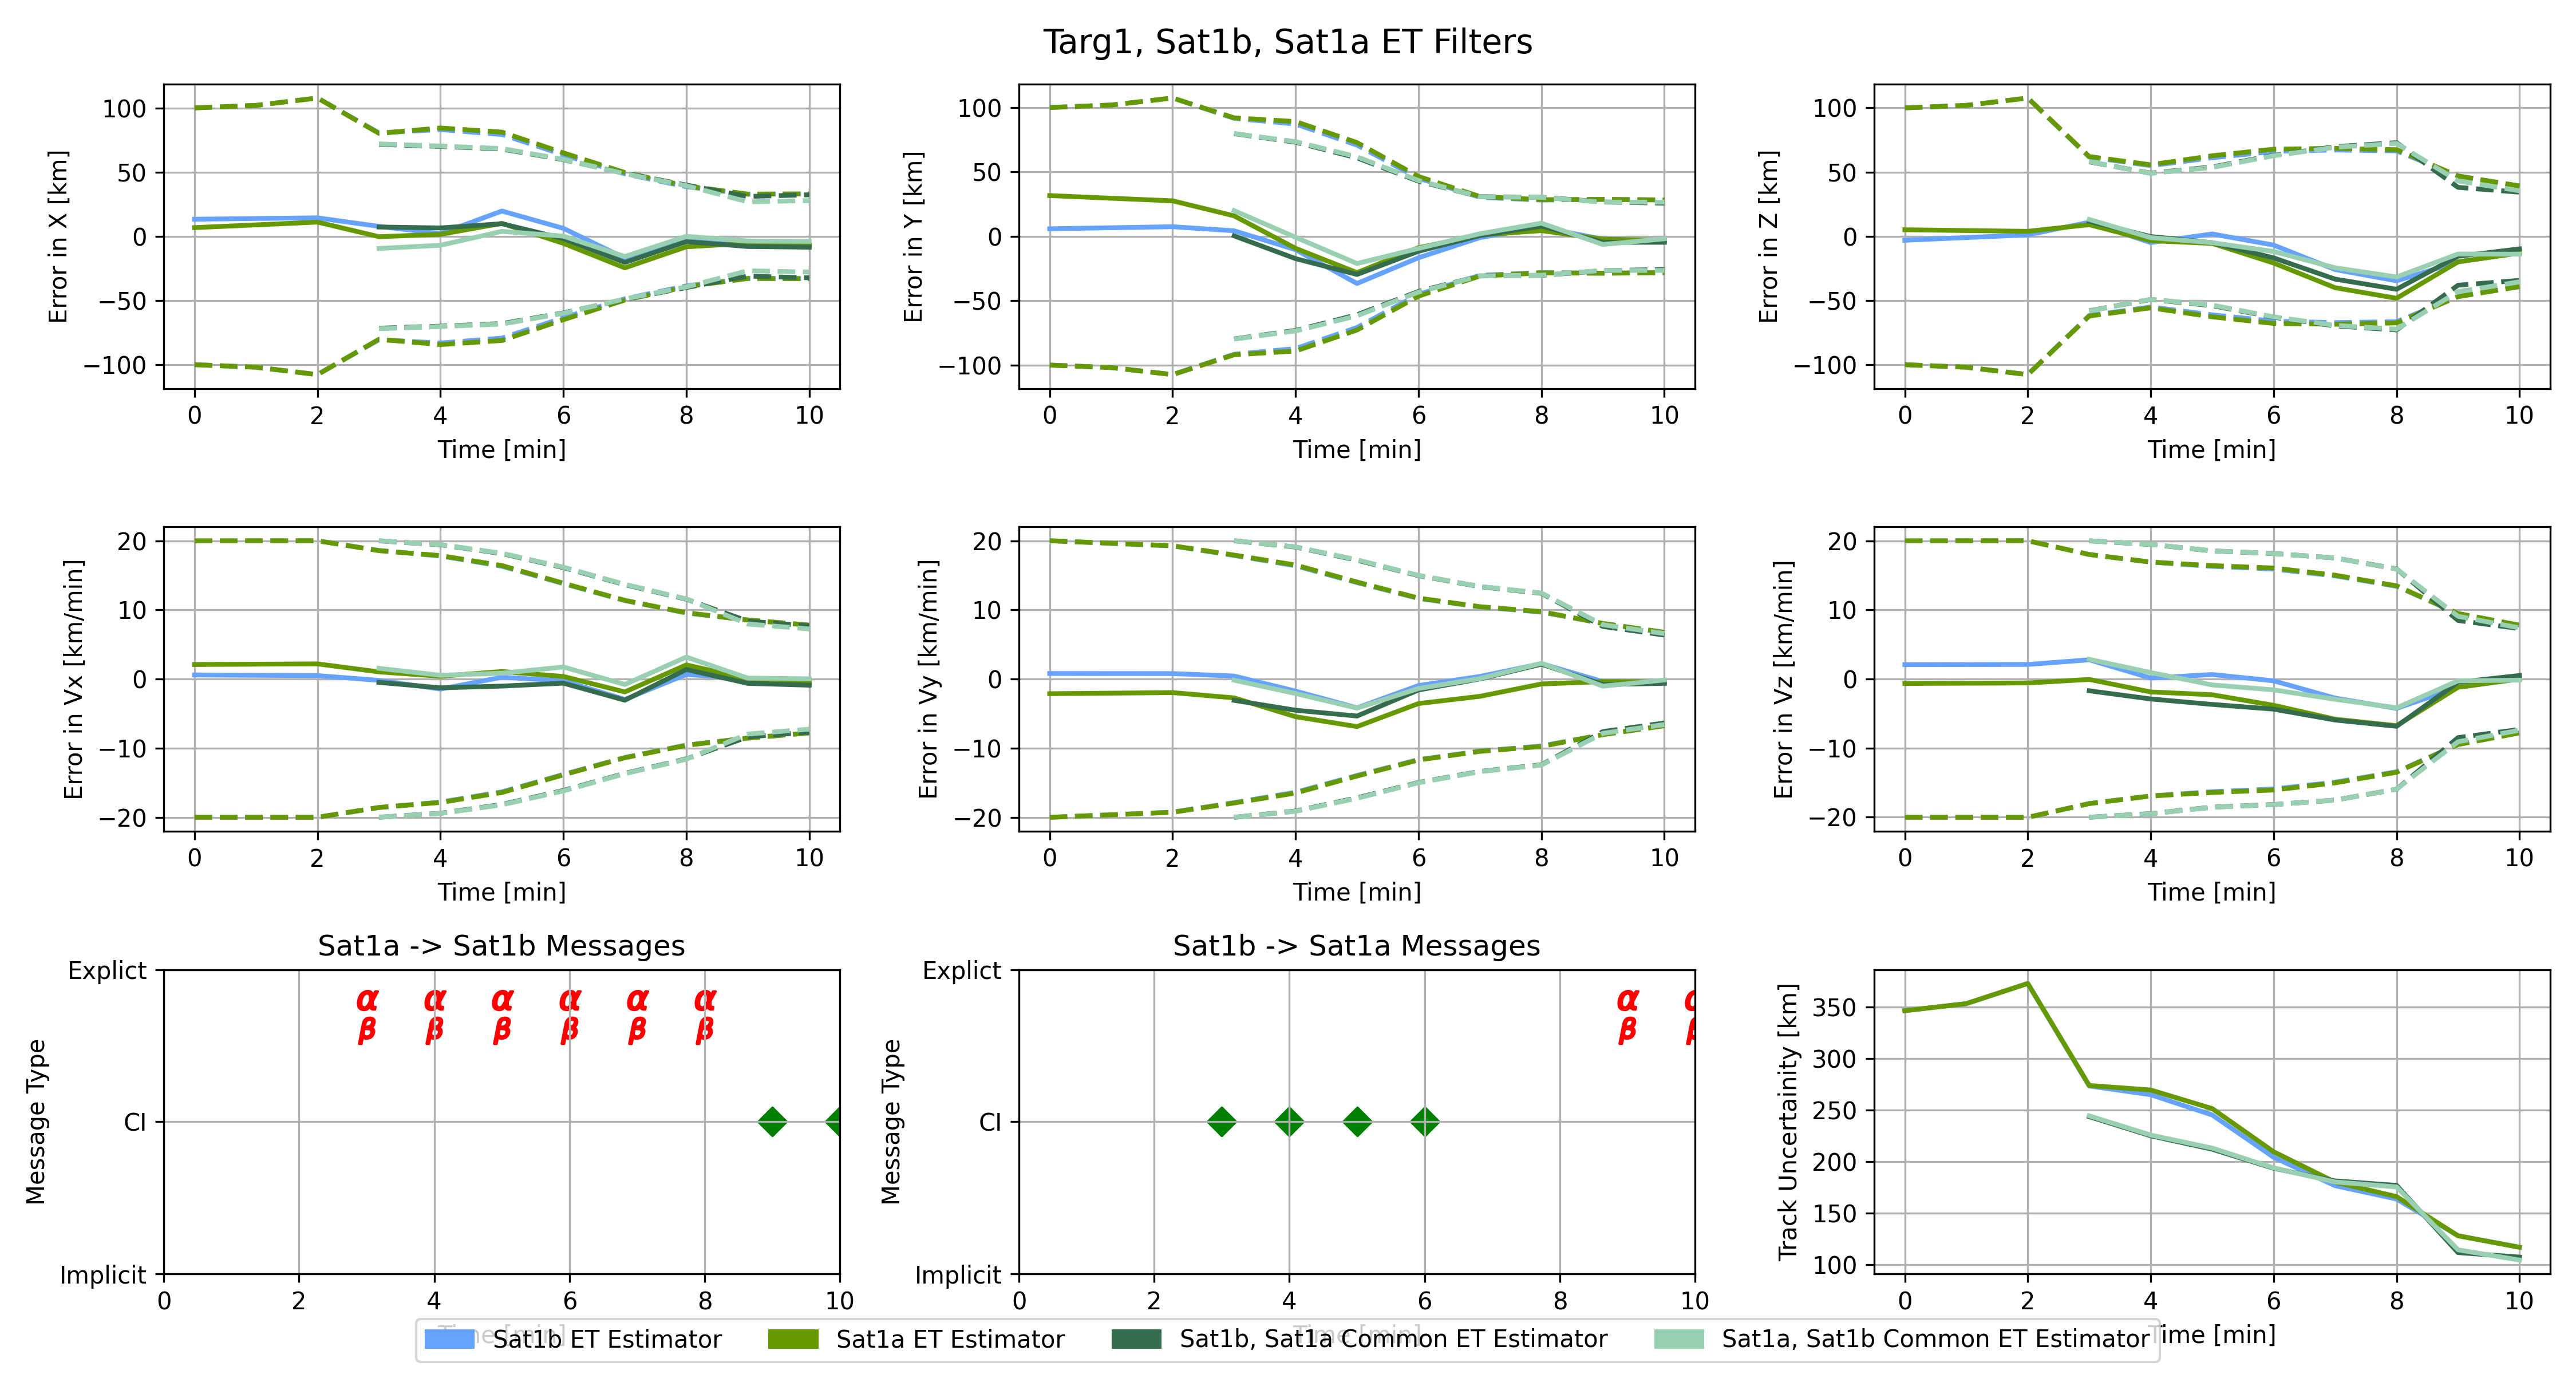 Targ1, Sat1b, Sat1a ET Filters
Error in X [km]
100
50
0
−50
−100
0 2 4 6 8 10
Time [min]
Error in Y [km]
100
50
0
−50
−100
0 2 4 6 8 10
Time [min]
Error in Z [km]
100
50
0
−50
−100
0 2 4 6 8 10
Time [min]
Error in Vx [km/min]
20
10
0
−10
−20
0 2 4 6 8 10
Time [min]
Error in Vy [km/min]
20
10
0
−10
−20
0 2 4 6 8 10
Time [min]
Error in Vz [km/min]
20
10
0
−10
−20
0 2 4 6 8 10
Time [min]
Sat1a -> Sat1b Messages
Message Type
Explict
α α α α α α
β β β β β β
CI
Implicit
0 2 4 6 8 10
Time [min]
Sat1b -> Sat1a Messages
Message Type
Explict
α α
β β
CI
Implicit
0 2 4 6 8 10
Time [min]
Track Uncertainity [km]
350
300
250
200
150
100
0 2 4 6 8 10
Time [min]
Sat1b ET Estimator Sat1a ET Estimator Sat1b, Sat1a Common ET Estimator Sat1a, Sat1b Common ET Estimator